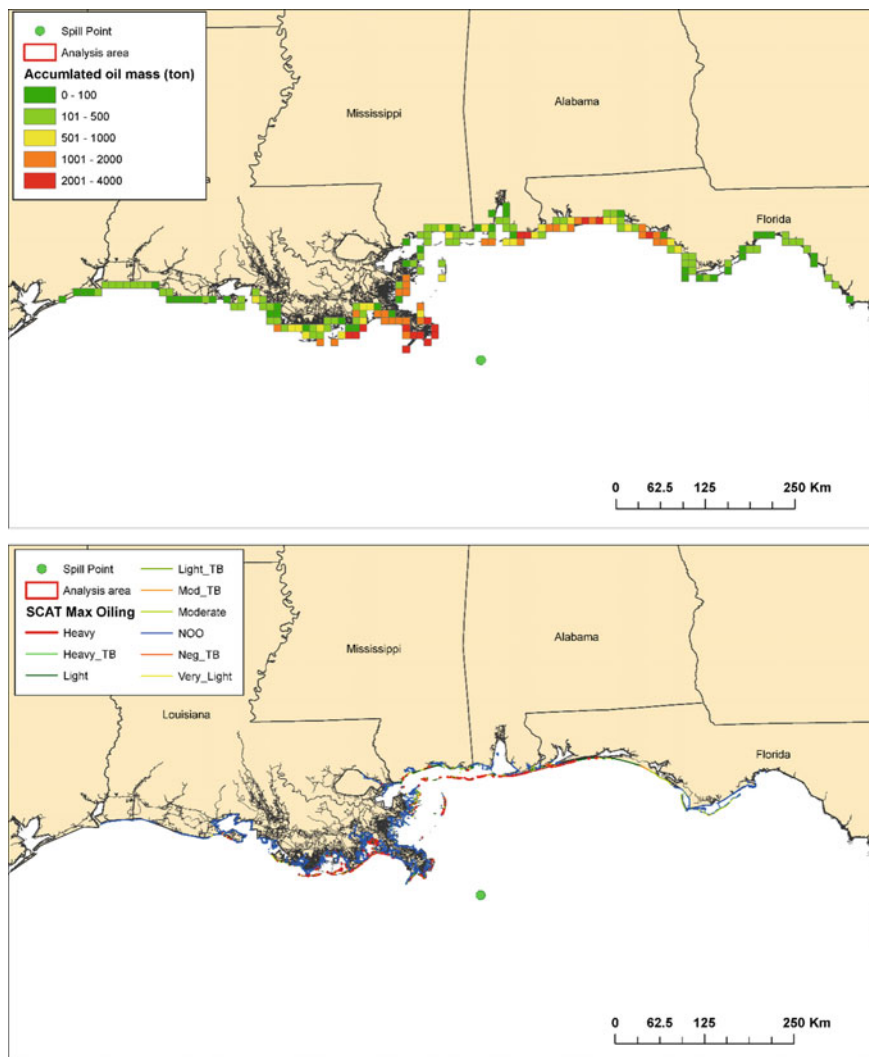 Spill Point
Analysis area
Accumlated oil mass (ton)
0 - 100
101 - 500
501 - 1000
1001 - 2000
2001 - 4000
Mississippi
Alabama
Florida
0 62.5 125 250 Km
Spill Point
Analysis area
SCAT Max Oiling
Heavy
Heavy_TB
Light
Light_TB
Mod_TB
Moderate
NOO
Neg_TB
Very_Light
Mississippi
Alabama
Louisiana
Florida
0 62.5 125 250 Km